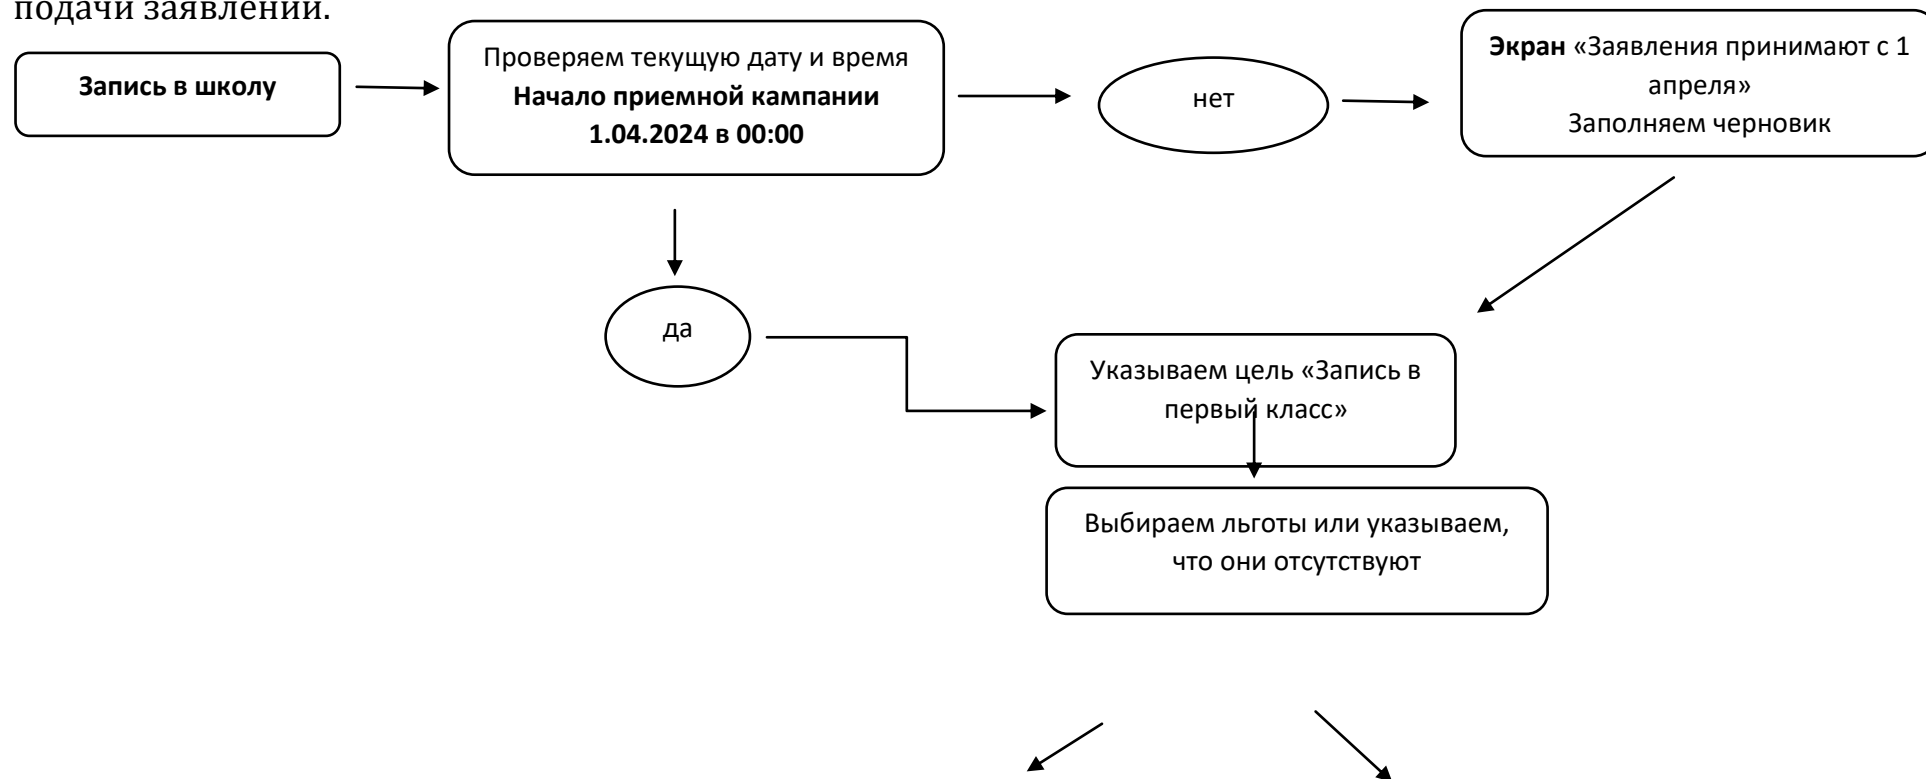 подачи заявлений.
Запись в школу
Проверяем текущую дату и время
Начало приемной кампании
1.04.2024 в 00:00
нет
Экран «Заявления принимают с 1
апреля»
Заполняем черновик
да
Указываем цель «Запись в
первый класс»
Выбираем льготы или указываем,
что они отсутствуют